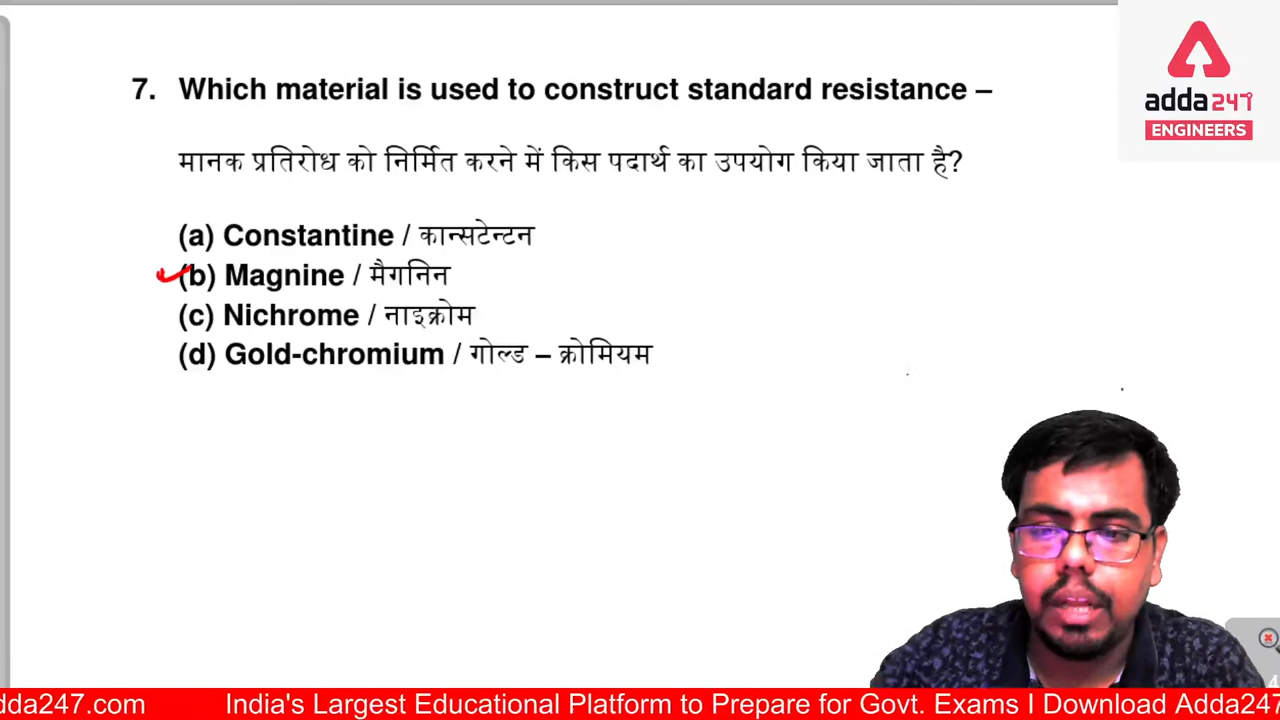 adda247
ENGINEERS
7. Which material is used to construct standard resistance –
मानक प्रतिरोध को निर्मित करने में किस पदार्थ का उपयोग किया जाता है?
(a) Constantine / कान्सटेन्टन
(b) Magnine / मैगनिन
(c) Nichrome / नाइक्रोम
(d) Gold-chromium / गोल्ड – क्रोमियम
4
adda247.com India's Largest Educational Platform to Prepare for Govt. Exams I Download Adda247